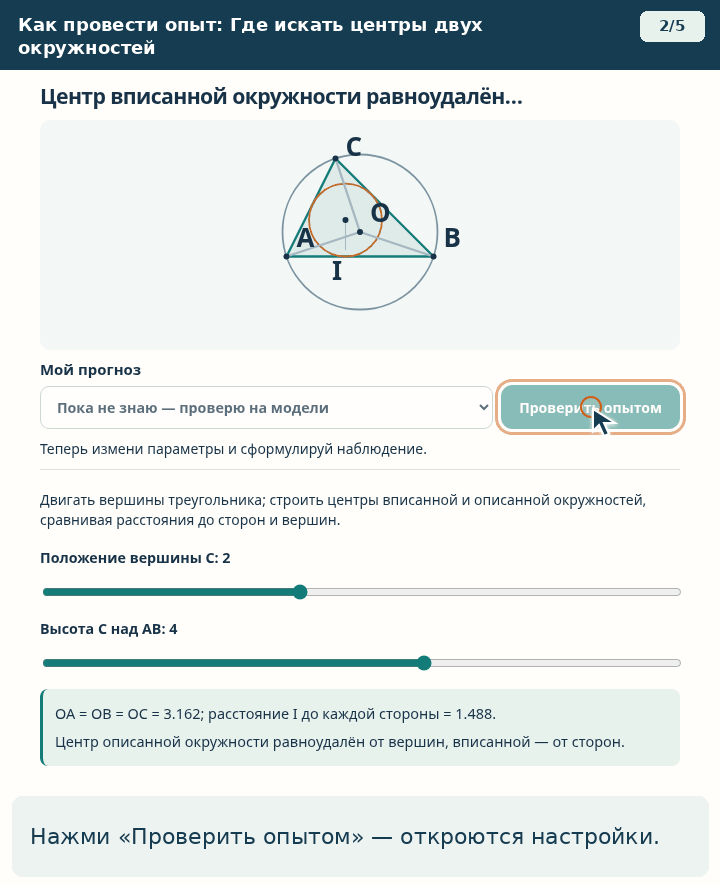 Как провести опыт: Где искать центры двух
окружностей
2/5
Центр вписанной окружности равноудалён…
C
O
A
B
I
Мой прогноз
Пока не знаю — проверю на модели
Проверить опытом
Теперь измени параметры и сформулируй наблюдение.
Двигать вершины треугольника; строить центры вписанной и описанной окружностей,
сравнивая расстояния до сторон и вершин.
Положение вершины C: 2
Высота C над AB: 4
OA = OB = OC = 3.162; расстояние I до каждой стороны = 1.488.
Центр описанной окружности равноудалён от вершин, вписанной — от сторон.
Нажми «Проверить опытом» — откроются настройки.